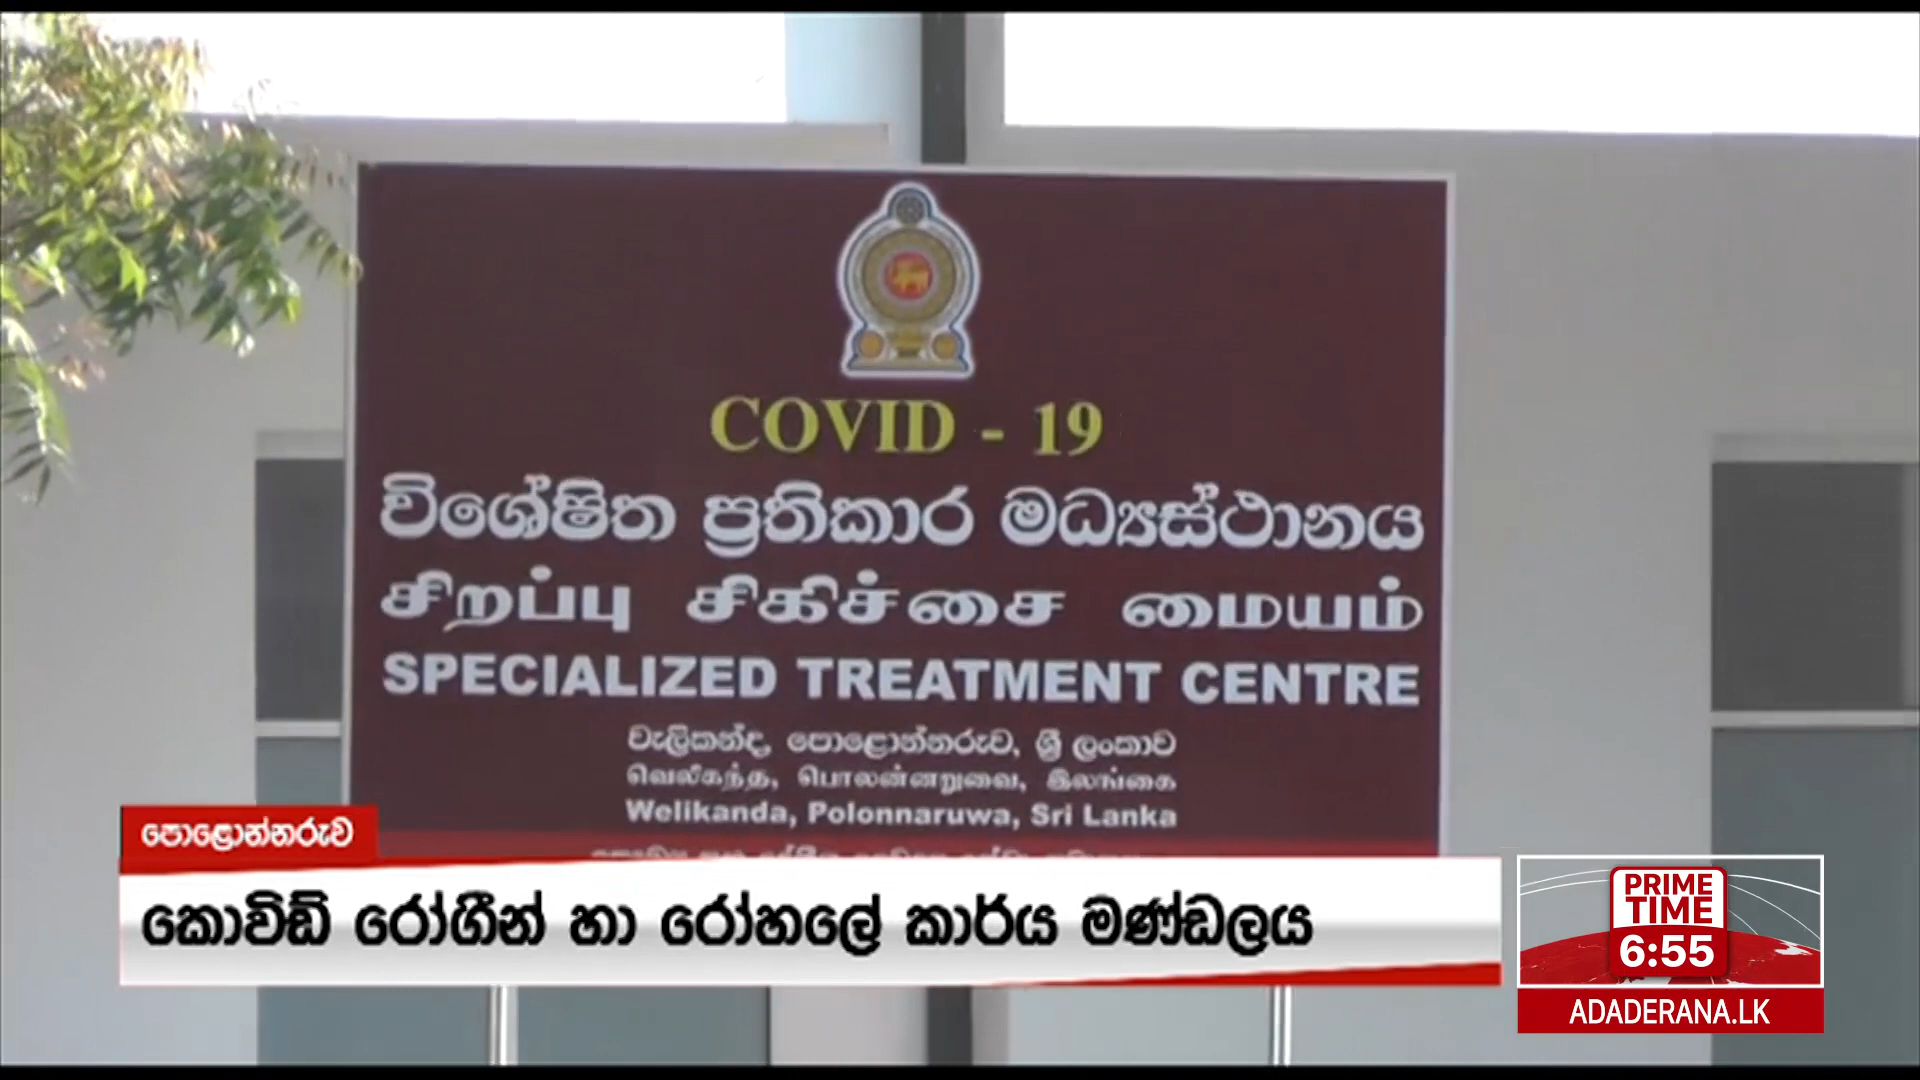 COVID - 19
විශේෂිත ප්‍රතිකාර මධ්‍යස්ථානය
சிறப்பு சிகிச்சை மையம்
SPECIALIZED TREATMENT CENTRE
වැලිකන්ද, පොළොන්නරුව, ශ්‍රී ලංකාව
வெலிகந்த, பொலன்னறுவை, இலங்கை
Welikanda, Polonnaruwa, Sri Lanka
පොළොන්නරුව
කොවිඩ් රෝගීන් හා රෝහලේ කාර්ය මණ්ඩලය
PRIME
TIME
6:55
ADADERANA.LK